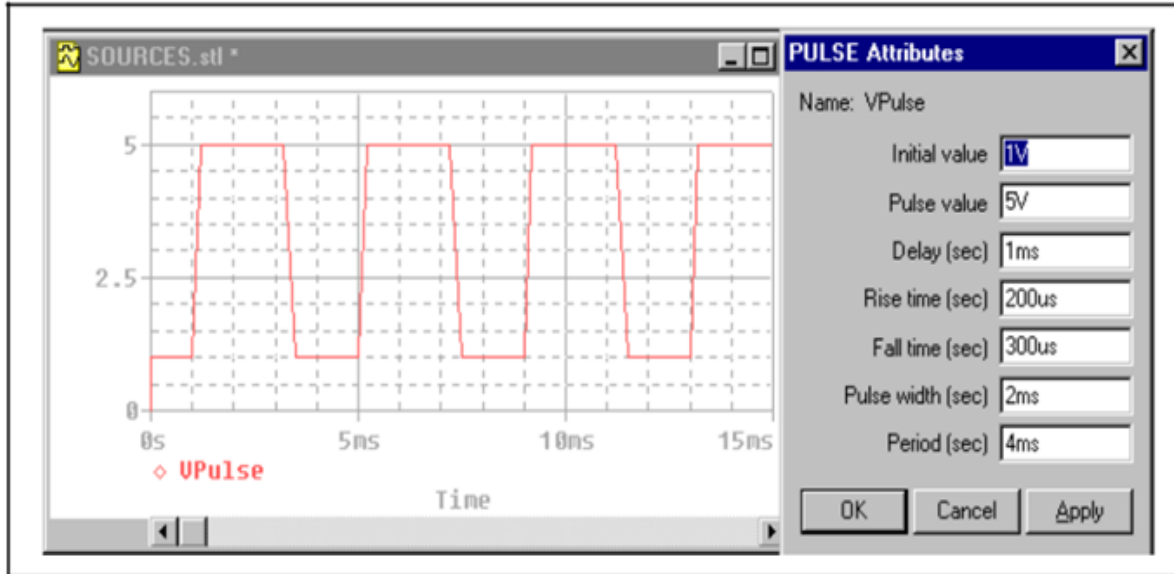 SOURCES.stl *
5
2.5
0
0s 5ms 10ms 15ms
VPulse
Time
PULSE Attributes
Name: VPulse
Initial value 1V
Pulse value 5V
Delay (sec) 1ms
Rise time (sec) 200us
Fall time (sec) 300us
Pulse width (sec) 2ms
Period (sec) 4ms
OK Cancel Apply